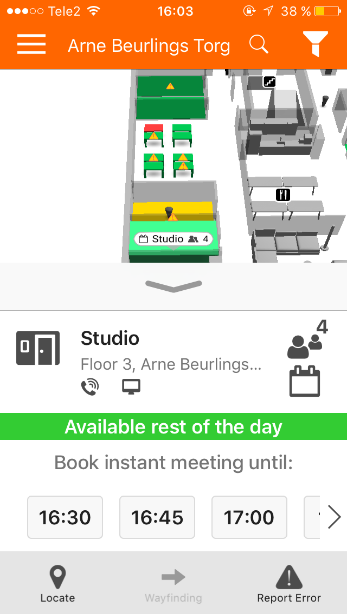 Tele2 16:03 38 %
Arne Beurlings Torg
Studio 4
Studio
4
Floor 3, Arne Beurlings...
Available rest of the day
Book instant meeting until:
16:30 16:45 17:00
Locate Wayfinding Report Error